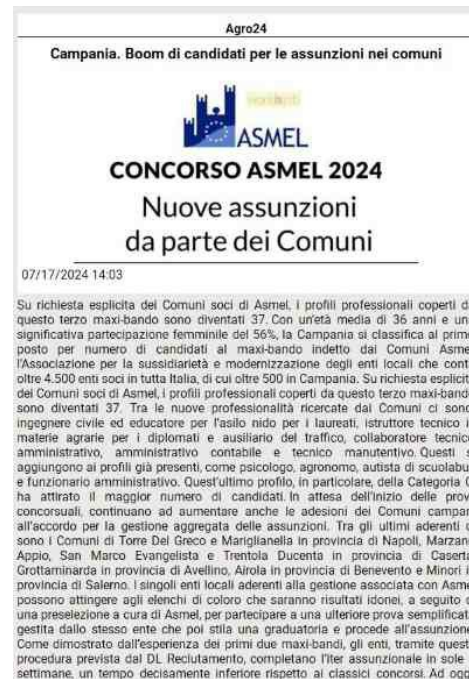 Agro24
Campania. Boom di candidati per le assunzioni nei comuni
ASMEL
CONCORSO ASMEL 2024
Nuove assunzioni
da parte dei Comuni
07/17/2024 14:03
Su richiesta esplicita dei Comuni soci di Asmel, i profili professionali coperti d
questo terzo maxi-bando sono diventati 37. Con un'età media di 36 anni e un
significativa partecipazione femminile del 56%, la Campania si classifica al prim
posto per numero di candidati al maxi-bando indetto dai Comuni Asme
l'Associazione per la sussidiarietà e modernizzazione degli enti locali che cont
oltre 4.500 enti soci in tutta Italia, di cui oltre 500 in Campania. Su richiesta esplicit
dei Comuni soci di Asmel, i profili professionali coperti da questo terzo maxi-band
sono diventati 37. Tra le nuove professionalità ricercate dai Comuni ci son
ingegnere civile ed educatore per l'asilo nido per i laureati, istruttore tecnico i
materie agrarie per i diplomati e ausiliario del traffico, collaboratore tecnic
amministrativo, amministrativo contabile e tecnico manutentivo. Questi s
aggiungono ai profili già presenti, come psicologo, agronomo, autista di scuolabu
e funzionario amministrativo. Quest'ultimo profilo, in particolare, della Categoria
ha attirato il maggior numero di candidati. In attesa dell'inizio delle prov
concorsuali, continuano ad aumentare anche le adesioni dei Comuni campan
all'accordo per la gestione aggregata delle assunzioni. Tra gli ultimi aderenti
sono i Comuni di Torre Del Greco e Mariglianella in provincia di Napoli, Marzan
Appio, San Marco Evangelista e Trentola Ducenta in provincia di Casert
Grottaminarda in provincia di Avellino, Airola in provincia di Benevento e Minori i
provincia di Salerno. I singoli enti locali aderenti alla gestione associata con Asme
possono attingere agli elenchi di coloro che saranno risultati idonei, a seguito d
una preselezione a cura di Asmel, per partecipare a una ulteriore prova semplificat
gestita dallo stesso ente che poi stila una graduatoria e procede all'assunzione
Come dimostrato dall'esperienza dei primi due maxi-bandi, gli enti, tramite quest
procedura prevista dal DL Reclutamento, completano l'iter assunzionale in sole
settimane, un tempo decisamente inferiore rispetto ai classici concorsi. Ad ogg